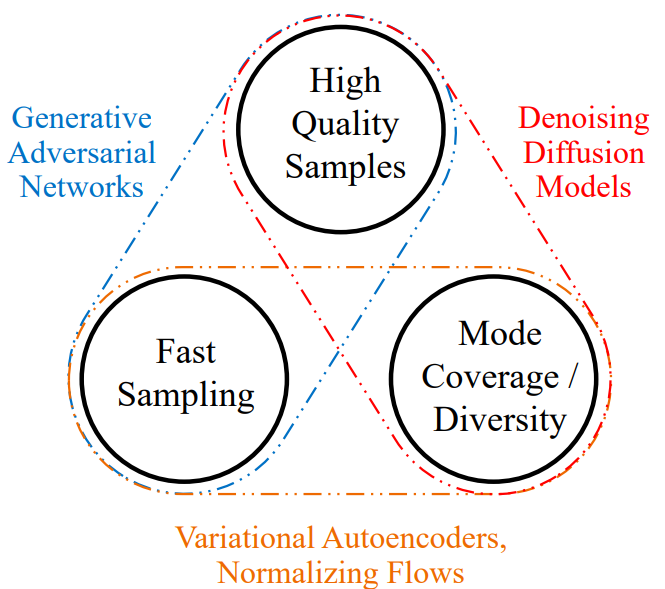 High
Quality
Samples
Generative
Adversarial
Networks
Denoising
Diffusion
Models
Fast
Sampling
Mode
Coverage /
Diversity
Variational Autoencoders,
Normalizing Flows